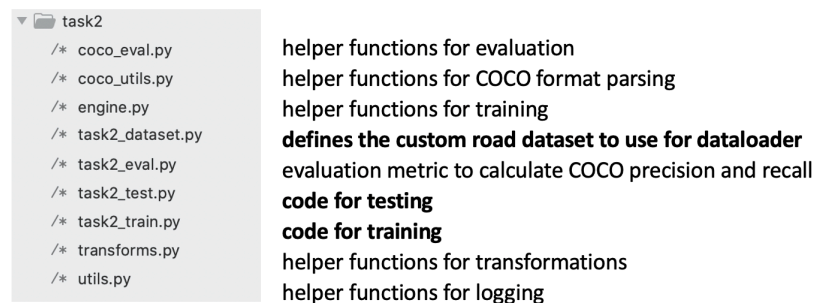 task2
/* coco_eval.py helper functions for evaluation
/* coco_utils.py helper functions for COCO format parsing
/* engine.py helper functions for training
/* task2_dataset.py defines the custom road dataset to use for dataloader
/* task2_eval.py evaluation metric to calculate COCO precision and recall
/* task2_test.py code for testing
/* task2_train.py code for training
/* transforms.py helper functions for transformations
/* utils.py helper functions for logging